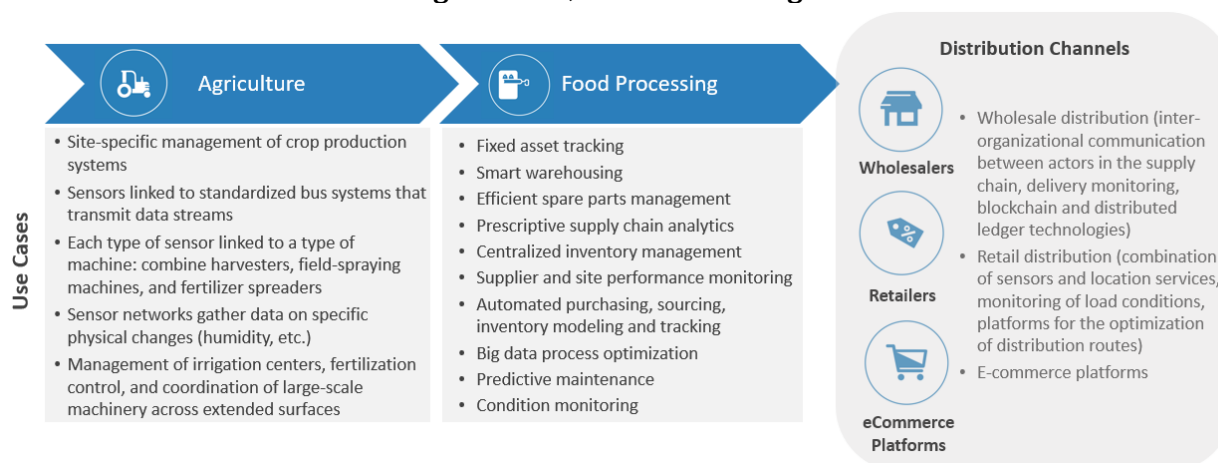 Agriculture
Food Processing
Distribution Channels
Use Cases
• Site-specific management of crop production
systems
• Sensors linked to standardized bus systems that
transmit data streams
• Each type of sensor linked to a type of
machine: combine harvesters, field-spraying
machines, and fertilizer spreaders
• Sensor networks gather data on specific
physical changes (humidity, etc.)
• Management of irrigation centers, fertilization
control, and coordination of large-scale
machinery across extended surfaces
• Fixed asset tracking
• Smart warehousing
• Efficient spare parts management
• Prescriptive supply chain analytics
• Centralized inventory management
• Supplier and site performance monitoring
• Automated purchasing, sourcing,
inventory modeling and tracking
• Big data process optimization
• Predictive maintenance
• Condition monitoring
Wholesalers
Retailers
eCommerce
Platforms
• Wholesale distribution (inter-
organizational communication
between actors in the supply
chain, delivery monitoring,
blockchain and distributed
ledger technologies)
• Retail distribution (combination
of sensors and location services,
monitoring of load conditions,
platforms for the optimization
of distribution routes)
• E-commerce platforms